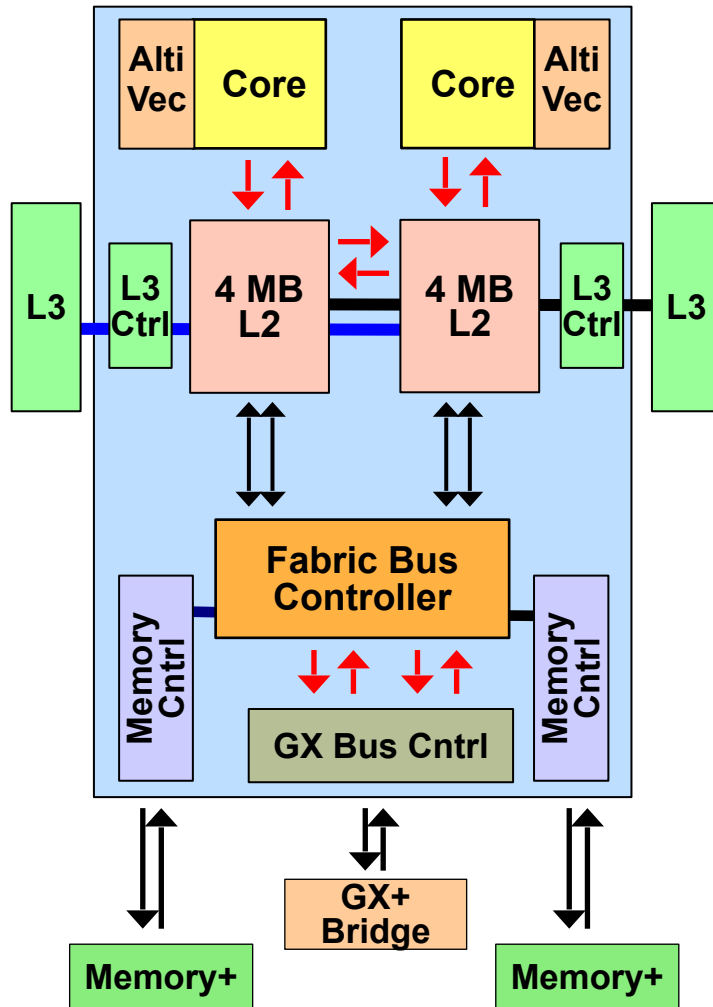 Alti
Vec
Core
Core
Alti
Vec
L3
L3
Ctrl
4 MB
L2
4 MB
L2
L3
Ctrl
L3
Fabric Bus
Controller
Memory
Cntrl
Memory
Cntrl
GX Bus Cntrl
GX+
Bridge
Memory+
Memory+